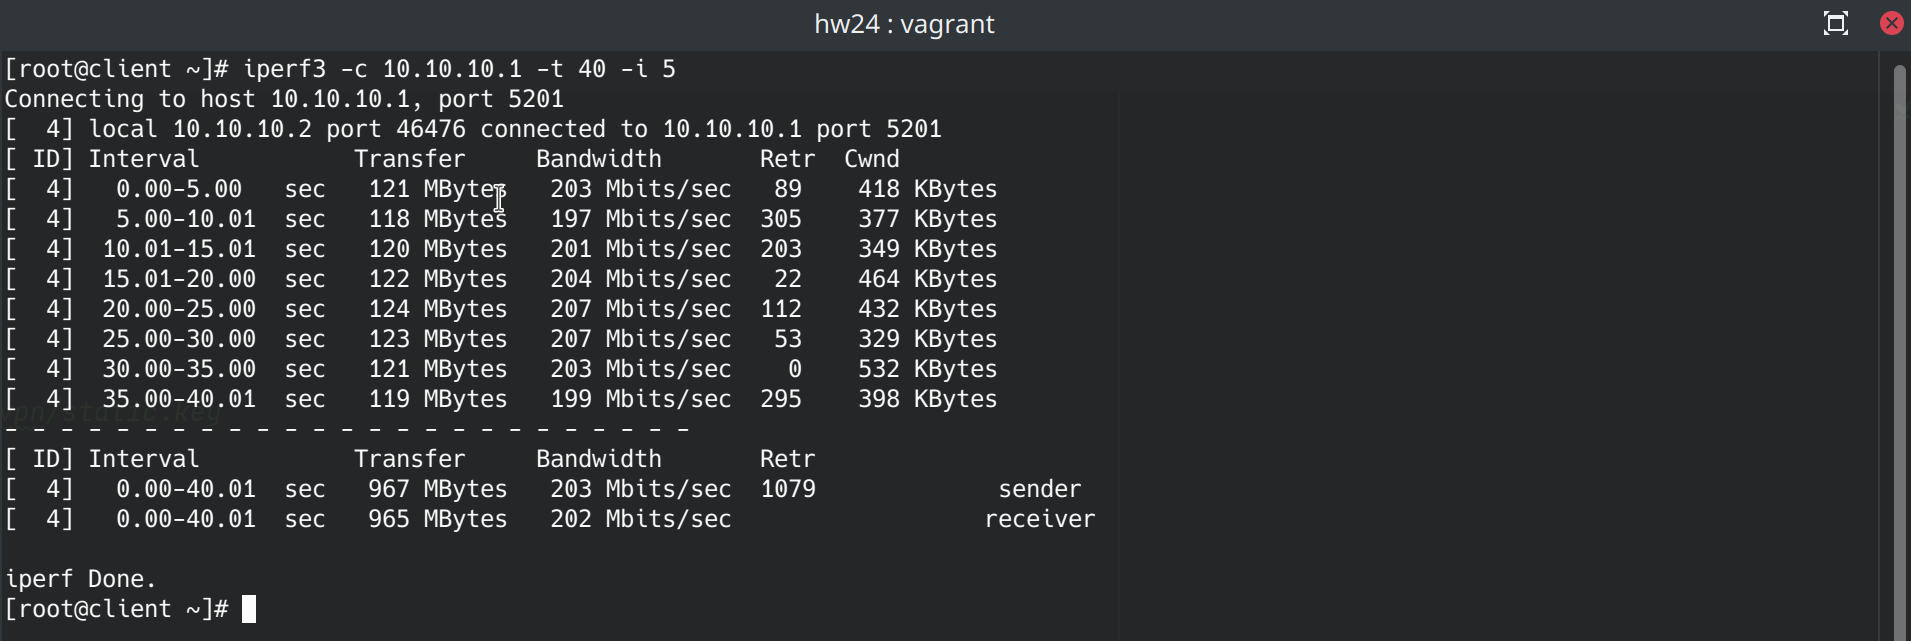 hw24 : vagrant
[root@client ~]# iperf3 -c 10.10.10.1 -t 40 -i 5
Connecting to host 10.10.10.1, port 5201
[  4] local 10.10.10.2 port 46476 connected to 10.10.10.1 port 5201
[ ID] Interval           Transfer     Bandwidth       Retr  Cwnd
[  4]   0.00-5.00   sec   121 MBytes   203 Mbits/sec   89    418 KBytes
[  4]   5.00-10.01  sec   118 MBytes   197 Mbits/sec  305    377 KBytes
[  4]  10.01-15.01  sec   120 MBytes   201 Mbits/sec  203    349 KBytes
[  4]  15.01-20.00  sec   122 MBytes   204 Mbits/sec   22    464 KBytes
[  4]  20.00-25.00  sec   124 MBytes   207 Mbits/sec  112    432 KBytes
[  4]  25.00-30.00  sec   123 MBytes   207 Mbits/sec   53    329 KBytes
[  4]  30.00-35.00  sec   121 MBytes   203 Mbits/sec    0    532 KBytes
[  4]  35.00-40.01  sec   119 MBytes   199 Mbits/sec  295    398 KBytes
vpn/static.key
- - - - - - - - - - - - - - - - - - - - - - - - -
[ ID] Interval           Transfer     Bandwidth       Retr
[  4]   0.00-40.01  sec   967 MBytes   203 Mbits/sec  1079             sender
[  4]   0.00-40.01  sec   965 MBytes   202 Mbits/sec                  receiver
iperf Done.
[root@client ~]#